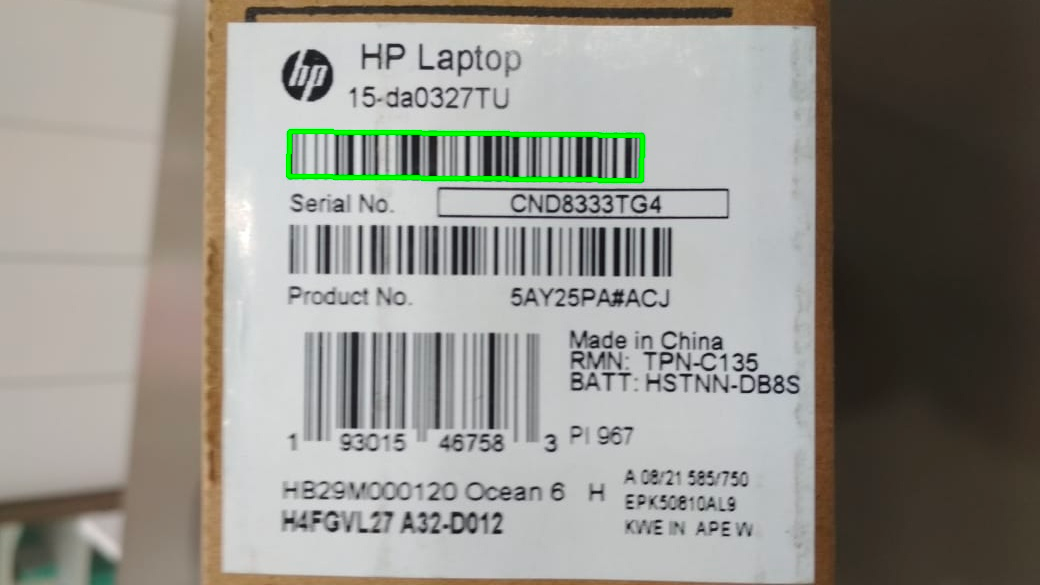 hp
HP Laptop
15-da0327TU
Serial No. CND8333TG4
Product No. 5AY25PA#ACJ
Made in China
RMN: TPN-C135
BATT: HSTNN-DB8S
1 93015 46758 3
PI 967
HB29M000120 Ocean 6 H
A 08/21 585/750
EPK50810AL9
H4FGVL27 A32-D012
KWE IN APE W